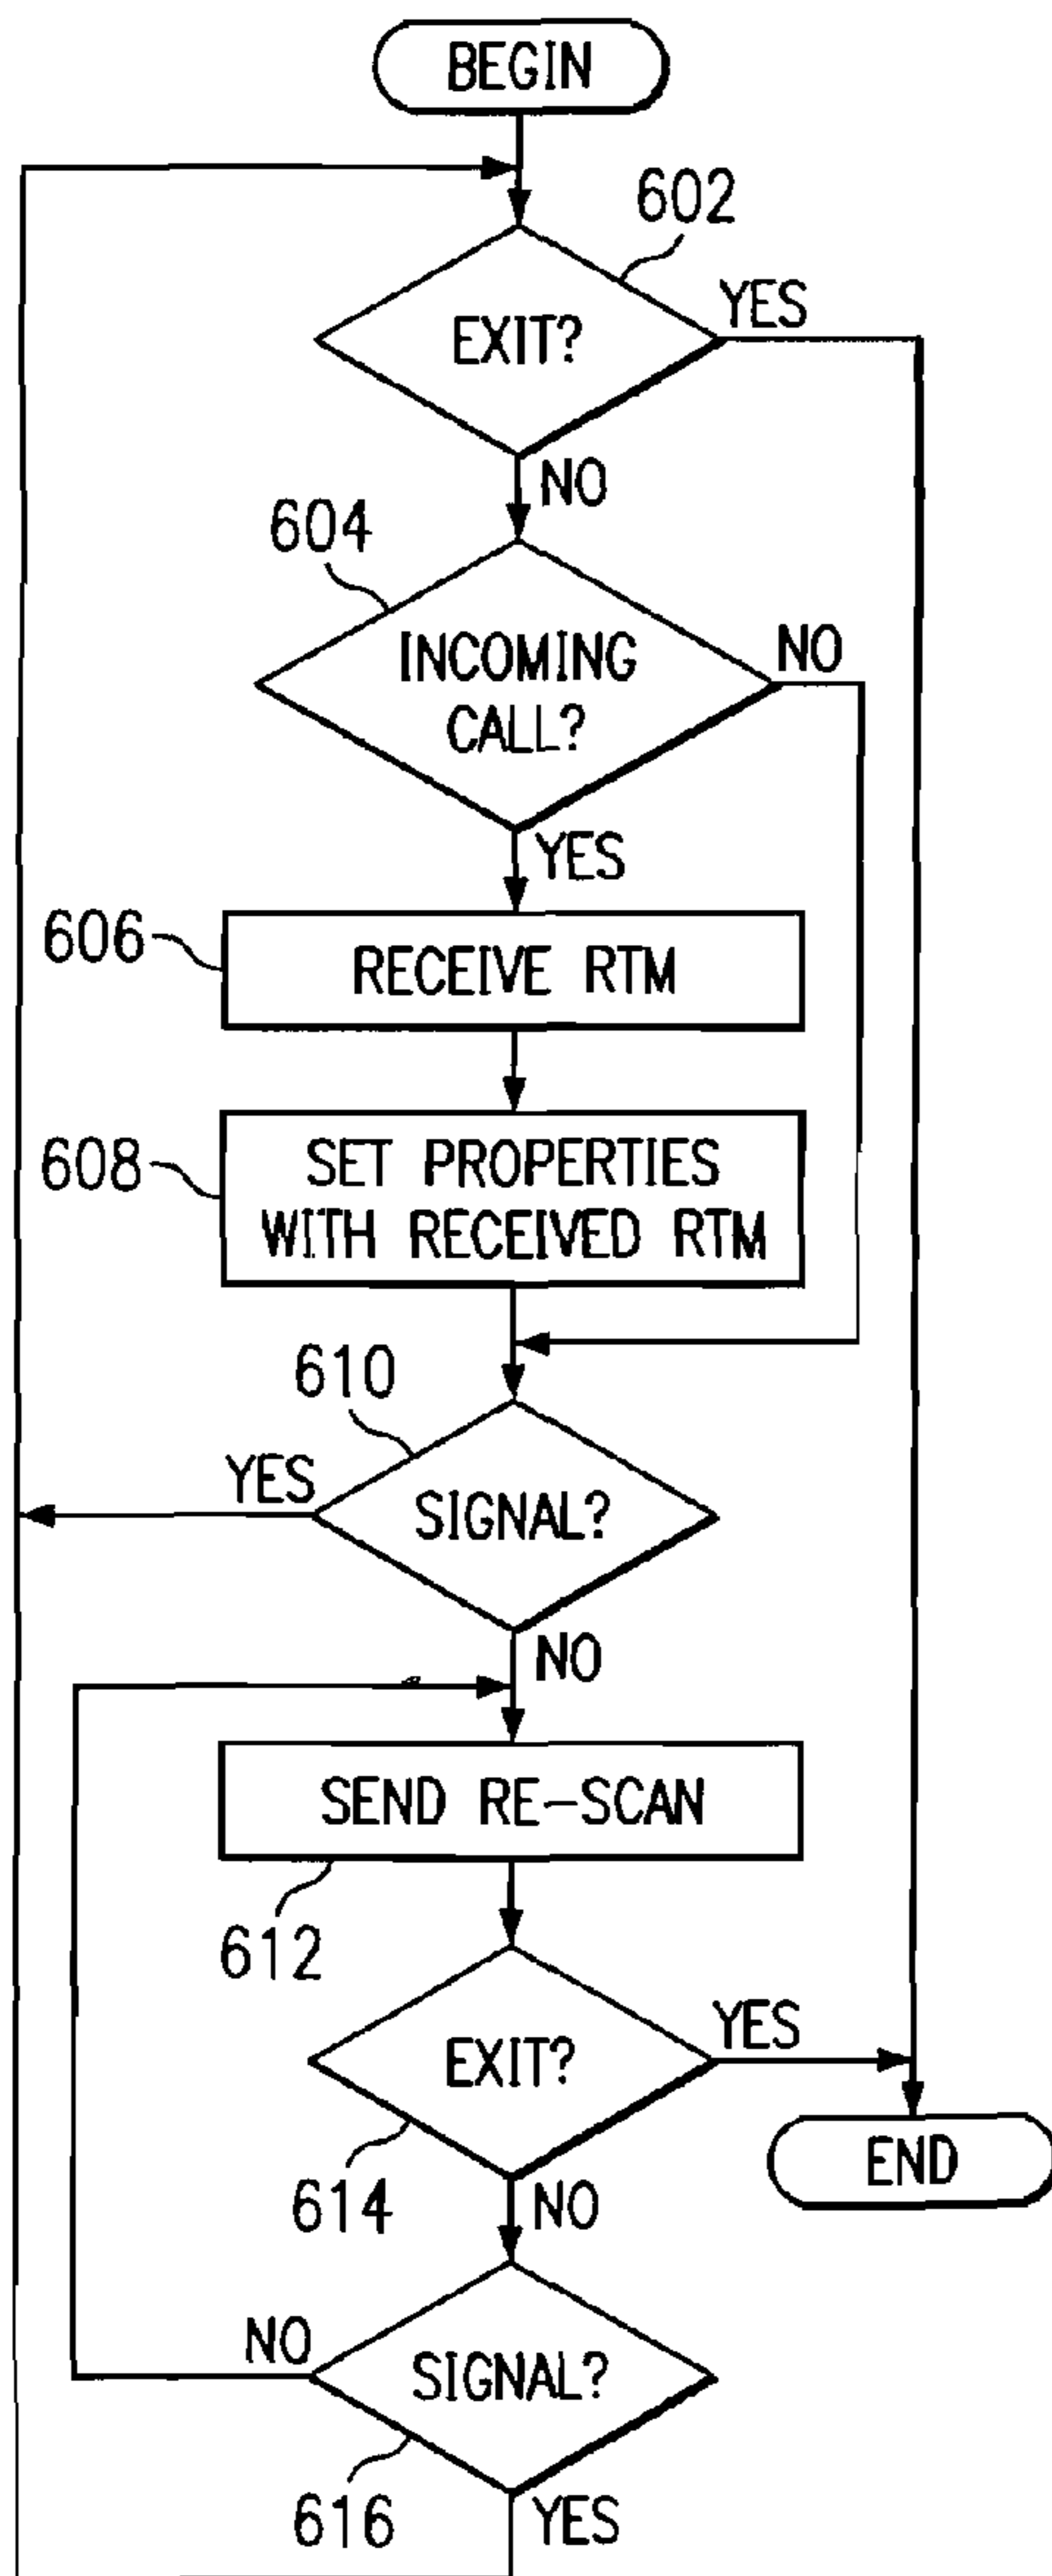 BEGIN
602
EXIT?
YES
NO
604
INCOMING
CALL?
NO
YES
606
RECEIVE RTM
608
SET PROPERTIES
WITH RECEIVED RTM
610
YES
SIGNAL?
NO
SEND RE-SCAN
612
EXIT?
YES
END
614
NO
NO
SIGNAL?
616
YES